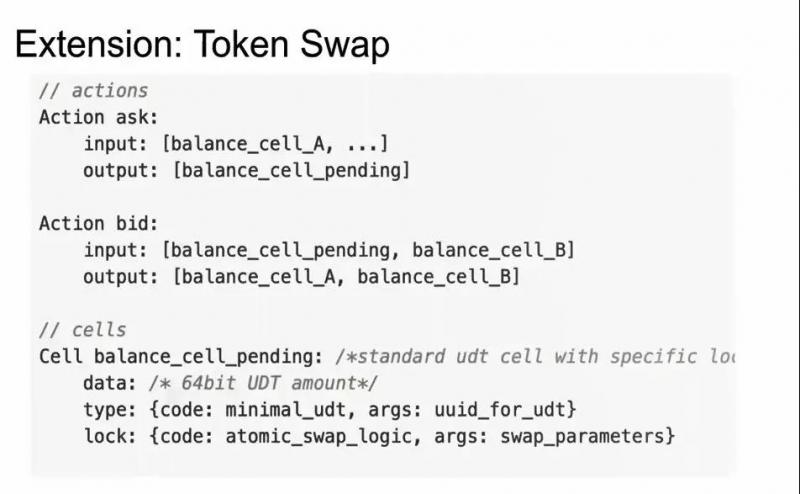 Extension: Token Swap
// actions
Action ask:
input: [balance_cell_A, ...]
output: [balance_cell_pending]
Action bid:
input: [balance_cell_pending, balance_cell_B]
output: [balance_cell_A, balance_cell_B]
// cells
Cell balance_cell_pending: /*standard udt cell with specific
data: /* 64bit UDT amount*/
type: {code: minimal_udt, args: uuid_for_udt}
lock: {code: atomic_swap_logic, args: swap_parameters}